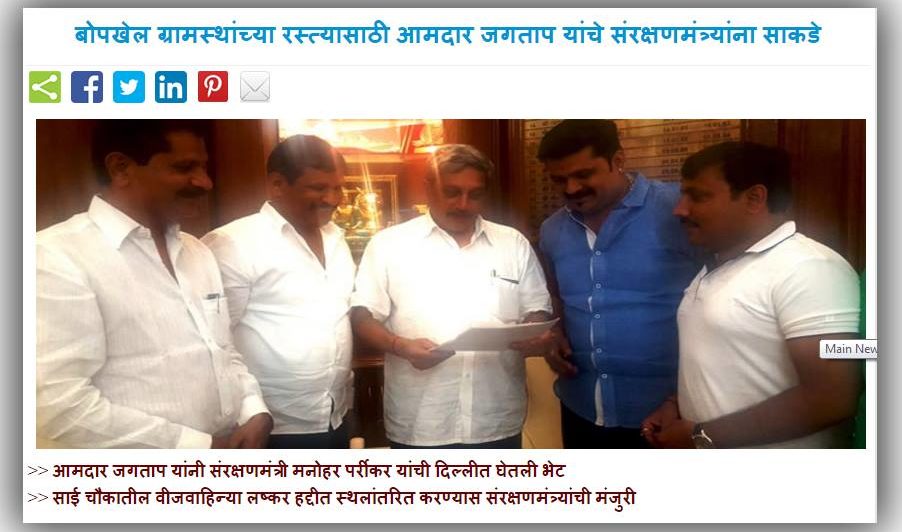 बोपखेल ग्रामस्थांच्या रस्त्यासाठी आमदार जगताप यांचे संरक्षणमंत्र्यांना साकडे
Main New
>> आमदार जगताप यांनी संरक्षणमंत्री मनोहर पर्रीकर यांची दिल्लीत घेतली भेट
>> साई चौकातील वीजवाहिन्या लष्कर हद्दीत स्थलांतरित करण्यास संरक्षणमंत्र्यांची मंजुरी